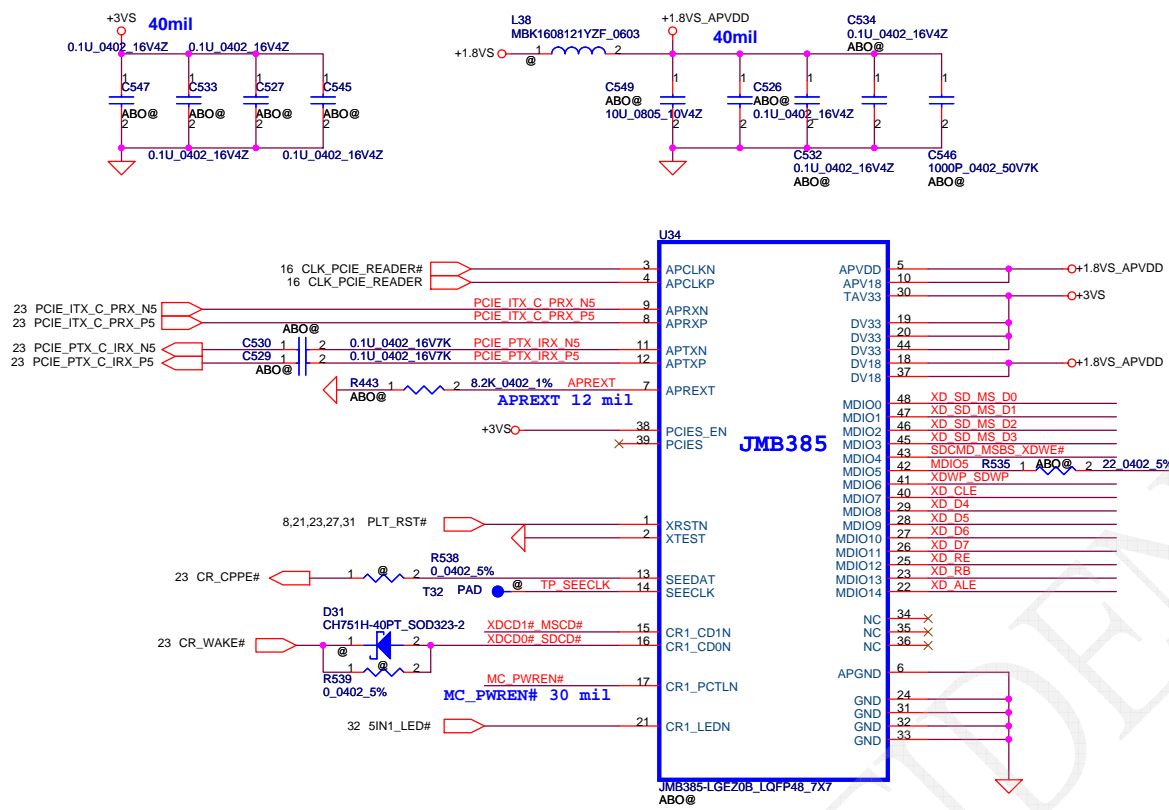 +3VS
40mil
0.1U_0402_16V4Z
0.1U_0402_16V4Z
1
C547
ABO@
2
1
C533
ABO@
2
1
C527
ABO@
2
1
C545
ABO@
2
0.1U_0402_16V4Z
0.1U_0402_16V4Z
L38
MBK1608121YZF_0603
+1.8VS
1
2
@
+1.8VS_APVDD
40mil
C534
0.1U_0402_16V4Z
ABO@
1
1
1
1
1
C549
ABO@
10U_0805_10V4Z
C526
ABO@
0.1U_0402_16V4Z
2
2
2
2
2
C532
0.1U_0402_16V4Z
ABO@
C546
1000P_0402_50V7K
ABO@
U34
16 CLK_PCIE_READER#
3
APCLKN
16 CLK_PCIE_READER
4
APCLKP
23 PCIE_ITX_C_PRX_N5
PCIE_ITX_C_PRX_N5
9
APRXN
23 PCIE_ITX_C_PRX_P5
PCIE_ITX_C_PRX_P5
8
APRXP
ABO@
23 PCIE_PTX_C_IRX_N5
C530
1
2
0.1U_0402_16V7K
PCIE_PTX_IRX_N5
11
APTXN
23 PCIE_PTX_C_IRX_P5
C529
1
2
0.1U_0402_16V7K
PCIE_PTX_IRX_P5
12
APTXP
ABO@
R443
1
2
8.2K_0402_1%
APREXT
7
APREXT
ABO@
APREXT 12 mil
+3VS
38
PCIES_EN
39
PCIES
JMB385
8,21,23,27,31 PLT_RST#
1
XRSTN
2
XTEST
R538
0_0402_5%
23 CR_CPPE#
1
@
2
13
SEEDAT
T32 PAD
@
TP_SEECLK
14
SEECLK
D31
CH751H-40PT_SOD323-2
XDCD1#_MSCD#
15
CR1_CD1N
23 CR_WAKE#
1
2
@
XDCD0#_SDCD#
16
CR1_CD0N
1
@
2
R539
0_0402_5%
MC_PWREN#
17
CR1_PCTLN
MC_PWREN# 30 mil
32 5IN1_LED#
21
CR1_LEDN
APVDD
5
+1.8VS_APVDD
APV18
10
TAV33
30
+3VS
DV33
19
DV33
20
DV33
44
DV18
18
+1.8VS_APVDD
DV18
37
MDIO0
48
XD_SD_MS_D0
MDIO1
47
XD_SD_MS_D1
MDIO2
46
XD_SD_MS_D2
MDIO3
45
XD_SD_MS_D3
MDIO4
43
SDCMD_MSBS_XDWE#
MDIO5
42
MDIO5
R535
1
ABO@
2
22_0402_5%
MDIO6
41
XDWP_SDWP
MDIO7
40
XD_CLE
MDIO8
29
XD_D4
MDIO9
28
XD_D5
MDIO10
27
XD_D6
MDIO11
26
XD_D7
MDIO12
25
XD_RE
MDIO13
23
XD_RB
MDIO14
22
XD_ALE
NC
34
NC
35
NC
36
APGND
6
GND
24
GND
31
GND
32
GND
33
JMB385-LGEZ0B_LQFP48_7X7
ABO@